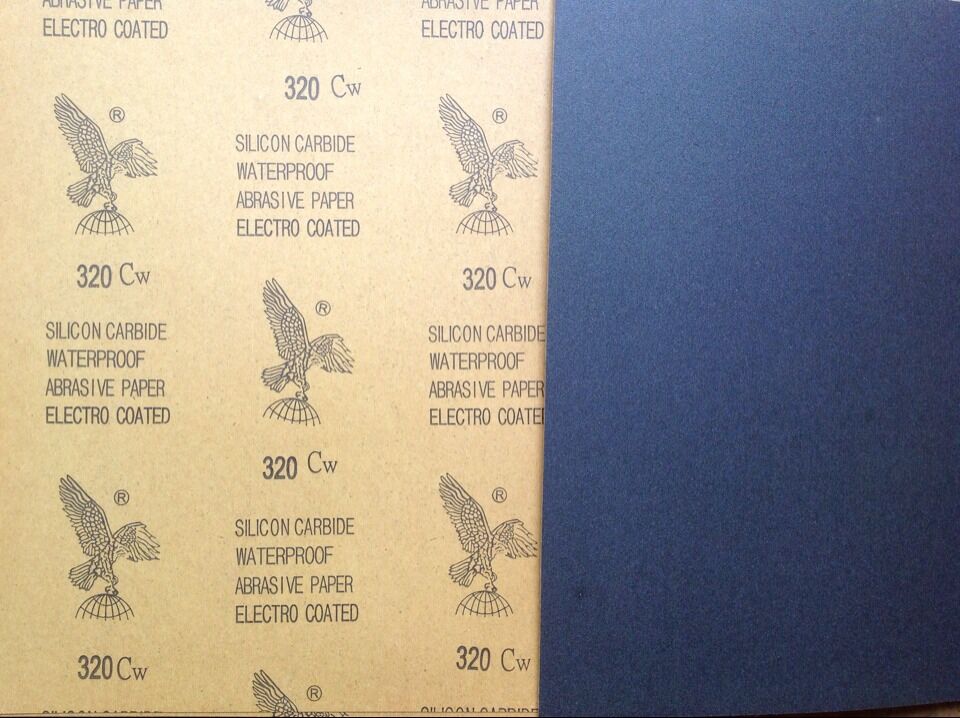 ABRASIVE PAPER
ELECTRO COATED
ABRASIVE PAPER
ELECTRO COATED
320 Cw
®
®
SILICON CARBIDE
WATERPROOF
ABRASIVE PAPER
ELECTRO COATED
320 Cw
320 Cw
®
SILICON CARBIDE
WATERPROOF
ABRASIVE PAPER
ELECTRO COATED
SILICON CARBIDE
WATERPROOF
ABRASIVE PAPER
ELECTRO COATED
320 Cw
®
®
SILICON CARBIDE
WATERPROOF
ABRASIVE PAPER
ELECTRO COATED
320 Cw
320 Cw
®